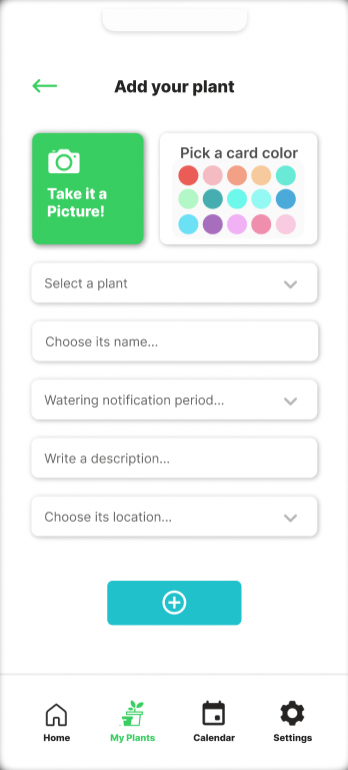 Add your plant
Take it a
Picture!
Pick a card color
Select a plant
Choose its name...
Watering notification period...
Write a description...
Choose its location...
Home
My Plants
Calendar
Settings